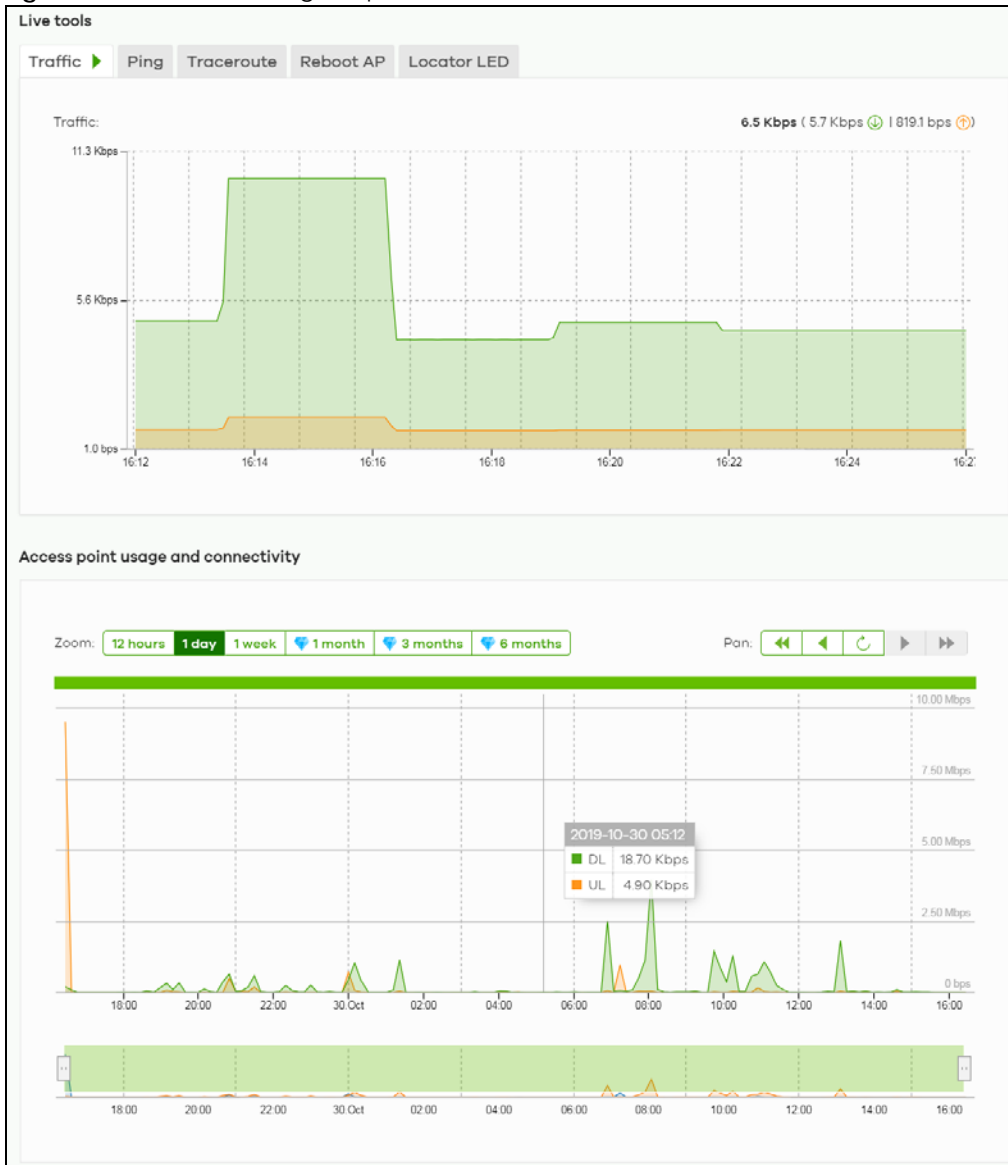 Live tools
Traffic Ping Traceroute Reboot AP Locator LED
Traffic: 6.5 Kbps ( 5.7 Kbps | 819.1 bps )
11.3 Kbps
5.6 Kbps
1.0 bps
16:12 16:14 16:16 16:18 16:20 16:22 16:24 16:2
Access point usage and connectivity
Zoom: 12 hours 1 day 1 week 1 month 3 months 6 months Pan:
10.00 Mbps
7.50 Mbps
2019-10-30 05:12
5.00 Mbps
DL 18.70 Kbps
UL 4.90 Kbps
2.50 Mbps
0 bps
18:00 20:00 22:00 30.Oct 02:00 04:00 06:00 08:00 10:00 12:00 14:00 16:00
18:00 20:00 22:00 30.Oct 02:00 04:00 06:00 08:00 10:00 12:00 14:00 16:00